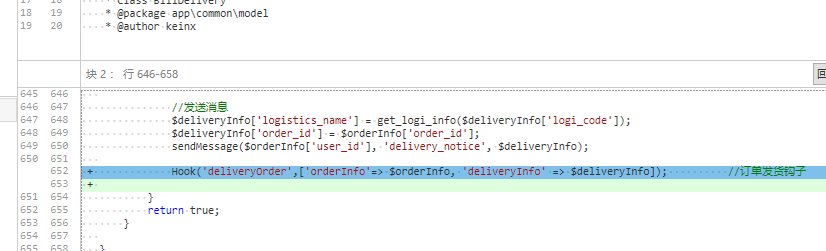 18 19 * @package app\common\model
19 20 * @author keinx
块 2： 行 646-658
645 646
646 647 //发送消息
647 648 $deliveryInfo['logistics_name'] = get_logi_info($deliveryInfo['logi_code']);
648 649 $deliveryInfo['order_id'] = $orderInfo['order_id'];
649 650 sendMessage($orderInfo['user_id'], 'delivery_notice', $deliveryInfo);
650 651
652 + Hook('deliveryOrder',['orderInfo'=> $orderInfo, 'deliveryInfo' => $deliveryInfo]); //订单发货钩子
653 +
651 654 }
652 655 return true;
653 656 }
654 657
655 658 }